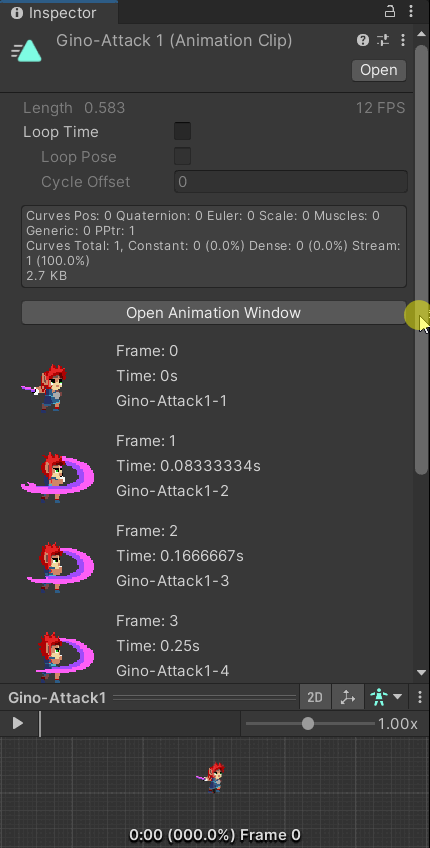 Inspector
Gino-Attack 1 (Animation Clip)
Open
Length 0.583 12 FPS
Loop Time
Loop Pose
Cycle Offset 0
Curves Pos: 0 Quaternion: 0 Euler: 0 Scale: 0 Muscles: 0
Generic: 0 PPtr: 1
Curves Total: 1, Constant: 0 (0.0%) Dense: 0 (0.0%) Stream:
1 (100.0%)
2.7 KB
Open Animation Window
Frame: 0
Time: 0s
Gino-Attack1-1
Frame: 1
Time: 0.08333334s
Gino-Attack1-2
Frame: 2
Time: 0.1666667s
Gino-Attack1-3
Frame: 3
Time: 0.25s
Gino-Attack1-4
Gino-Attack1 2D
1.00x
0:00 (000.0%) Frame 0